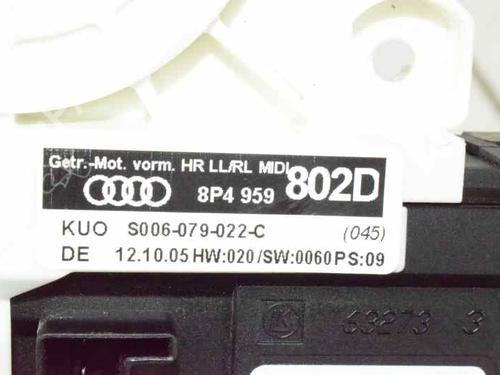 Getr.-Mot. vorm. HR LL/RL MIDI
8P4 959 802D
KUO S006-079-022-C (045)
DE 12.10.05 HW:020/SW:0060 PS:09
K 63273 3